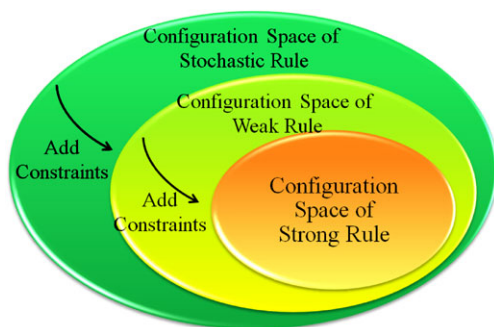 Configuration Space of
Stochastic Rule
Configuration Space of
Weak Rule
Add
Constraints
Add
Constraints
Configuration
Space of
Strong Rule